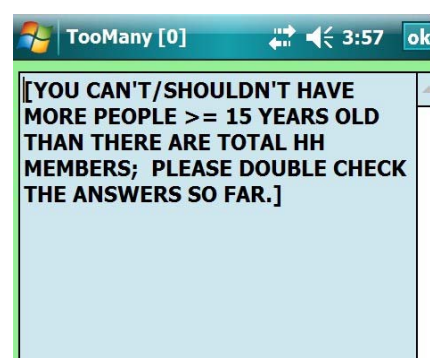 TooMany [0] 3:57 ok
[YOU CAN'T/SHOULDN'T HAVE
MORE PEOPLE >= 15 YEARS OLD
THAN THERE ARE TOTAL HH
MEMBERS;  PLEASE DOUBLE CHECK
THE ANSWERS SO FAR.]